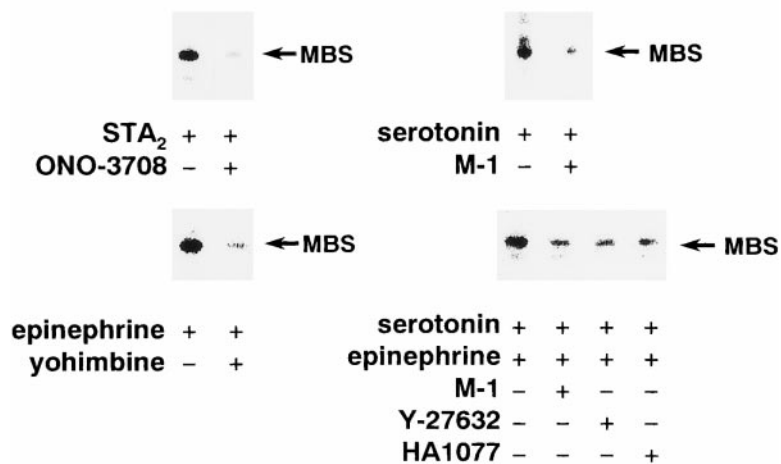 MBS
STA₂ + +
ONO-3708 − +
MBS
serotonin + +
M-1 − +
MBS
epinephrine + +
yohimbine − +
MBS
serotonin + + + +
epinephrine + + + +
M-1 − + − −
Y-27632 − − + −
HA1077 − − − +